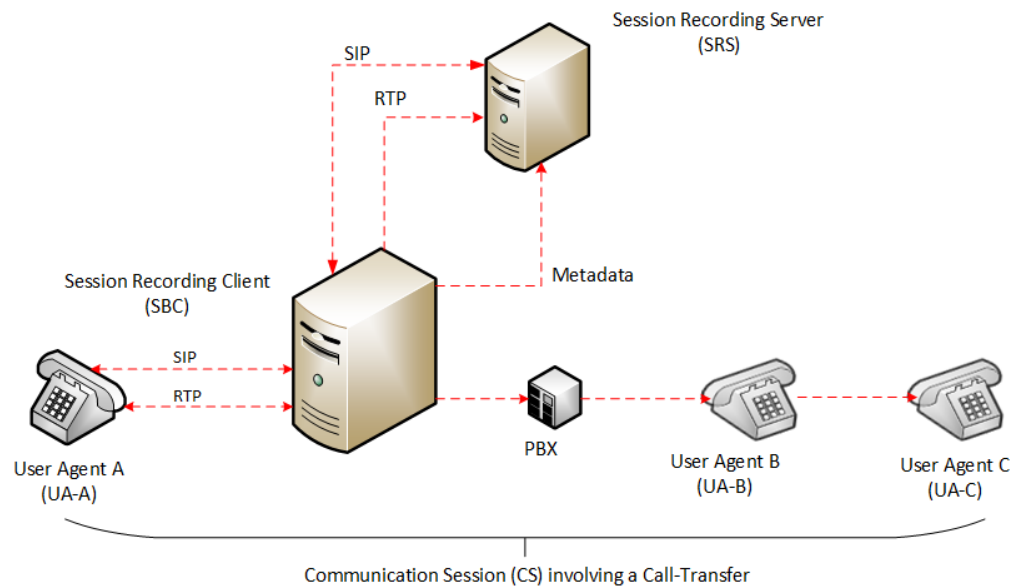 Session Recording Server
(SRS)
SIP
RTP
Session Recording Client
(SBC)
Metadata
SIP
RTP
PBX
User Agent A
(UA-A)
User Agent B
(UA-B)
User Agent C
(UA-C)
Communication Session (CS) involving a Call-Transfer